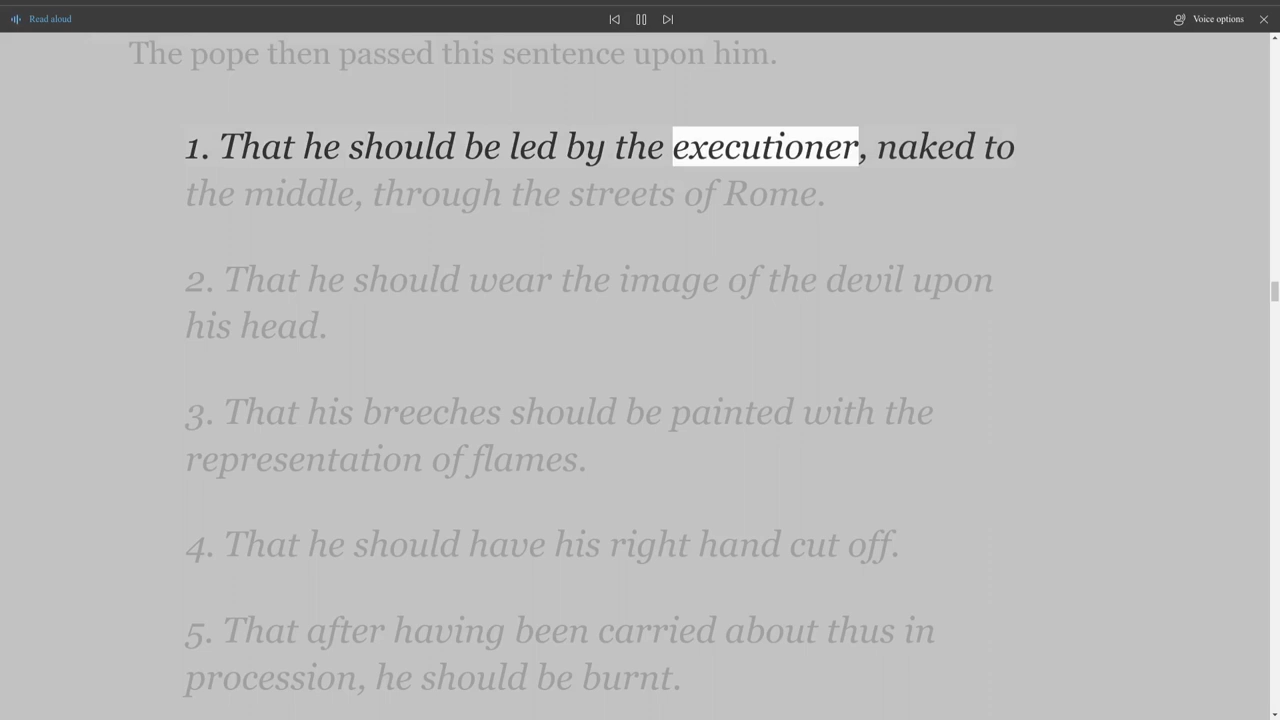 Read aloud
Voice options
The pope then passed this sentence upon him.
1. That he should be led by the executioner, naked to
the middle, through the streets of Rome.
2. That he should wear the image of the devil upon
his head.
3. That his breeches should be painted with the
representation of flames.
4. That he should have his right hand cut off.
5. That after having been carried about thus in
procession, he should be burnt.